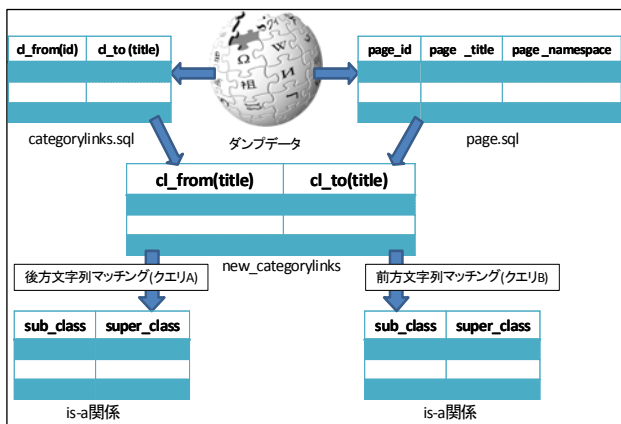 cl_from(id) cl_to (title)
page_id page _title page _namespace
Ω W И 祖
categorylinks.sql
ダンプデータ
page.sql
cl_from(title) cl_to(title)
new_categorylinks
後方文字列マッチング(クエリA)
前方文字列マッチング(クエリB)
sub_class super_class
sub_class super_class
is-a関係
is-a関係